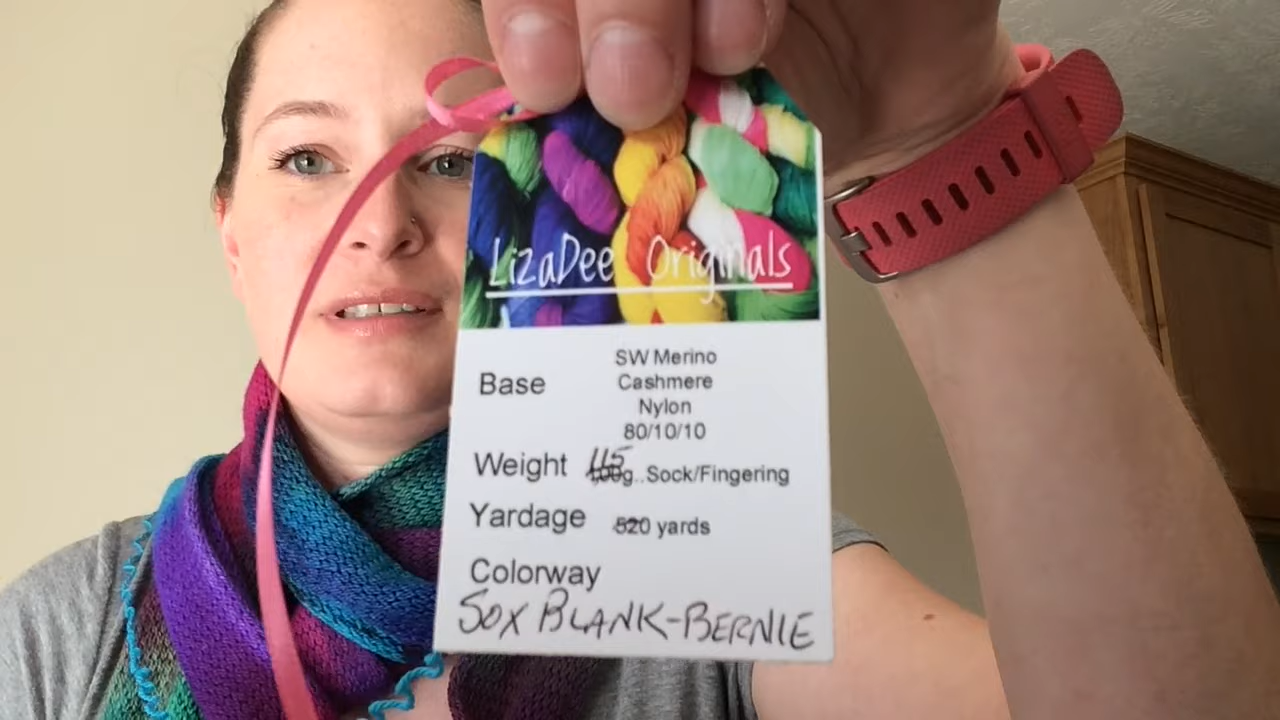 LizaDee Originals
Base
SW Merino
Cashmere
Nylon
80/10/10
Weight 115 100g..Sock/Fingering
Yardage 520 yards
Colorway
SOX BLANK-BERNIE